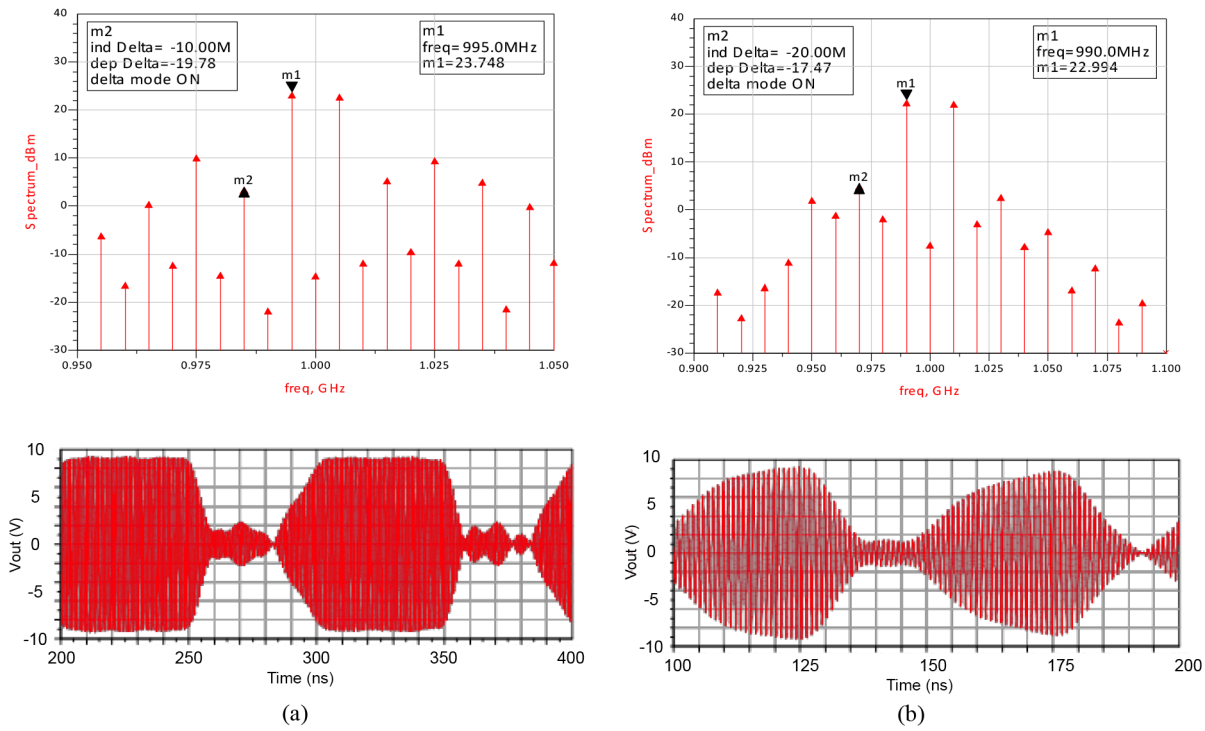 m2
ind Delta= -10.00M
dep Delta=-19.78
delta mode ON
m1
freq=995.0MHz
m1=23.748
m1
m2
40
30
20
10
0
-10
-20
-30
Spectrum_dBm
0.950
0.975
1.000
1.025
1.050
freq, GHz
m2
ind Delta= -20.00M
dep Delta=-17.47
delta mode ON
m1
freq=990.0MHz
m1=22.994
m1
m2
40
30
20
10
0
-10
-20
-30
Spectrum_dBm
0.900
0.925
0.950
0.975
1.000
1.025
1.050
1.075
1.100
freq, GHz
10
5
0
-5
-10
Vout (V)
200
250
300
350
400
Time (ns)
(a)
10
5
0
-5
-10
Vout (V)
100
125
150
175
200
Time (ns)
(b)